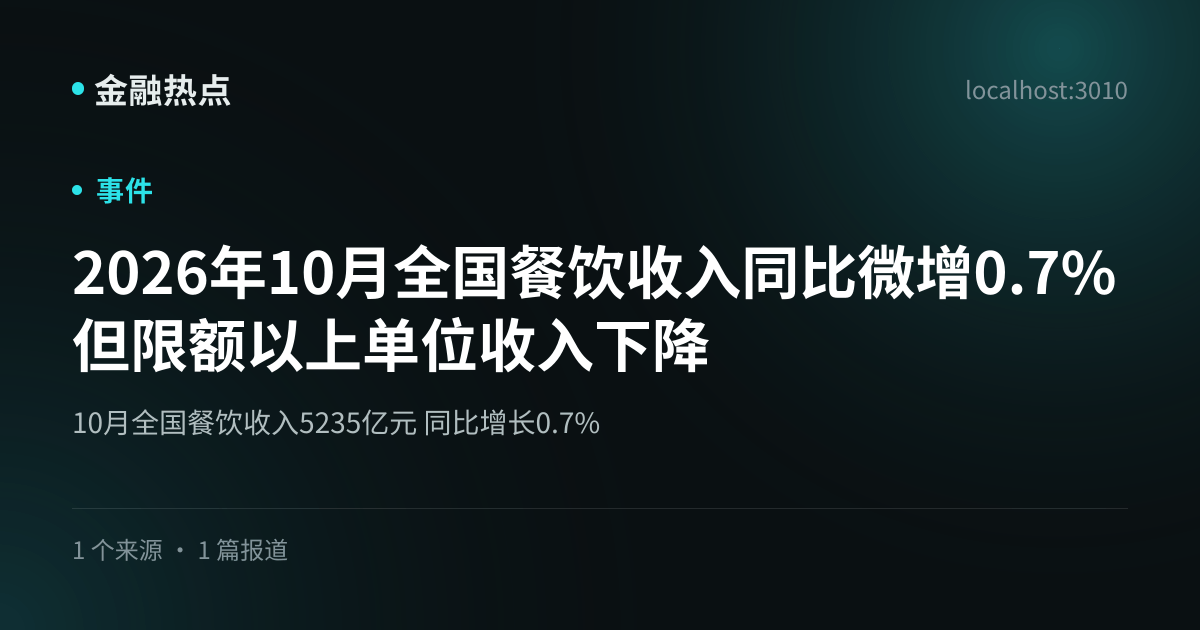 金融热点
localhost:3010
事件
2026年10月全国餐饮收入同比微增0.7%
但限额以上单位收入下降
10月全国餐饮收入5235亿元 同比增长0.7%
1 个来源 · 1 篇报道